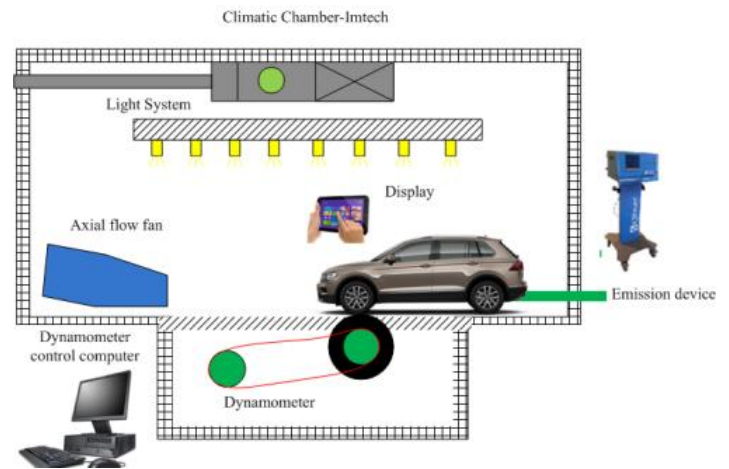 Climatic Chamber-Imtech
Light System
Display
Axial flow fan
Emission device
Dynamometer
control computer
Dynamometer